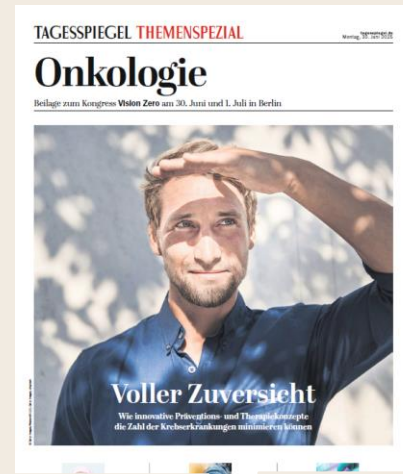 TAGESSPIEGEL THEMENSPEZIAL
Onkologie
Beilage zum Kongress Vision Zero am 30. Juni und 1. Juli in Berlin
Voller Zuversicht
Wie innovative Präventions- und Therapiekonzepte
die Zahl der Krebserkrankungen minimieren können